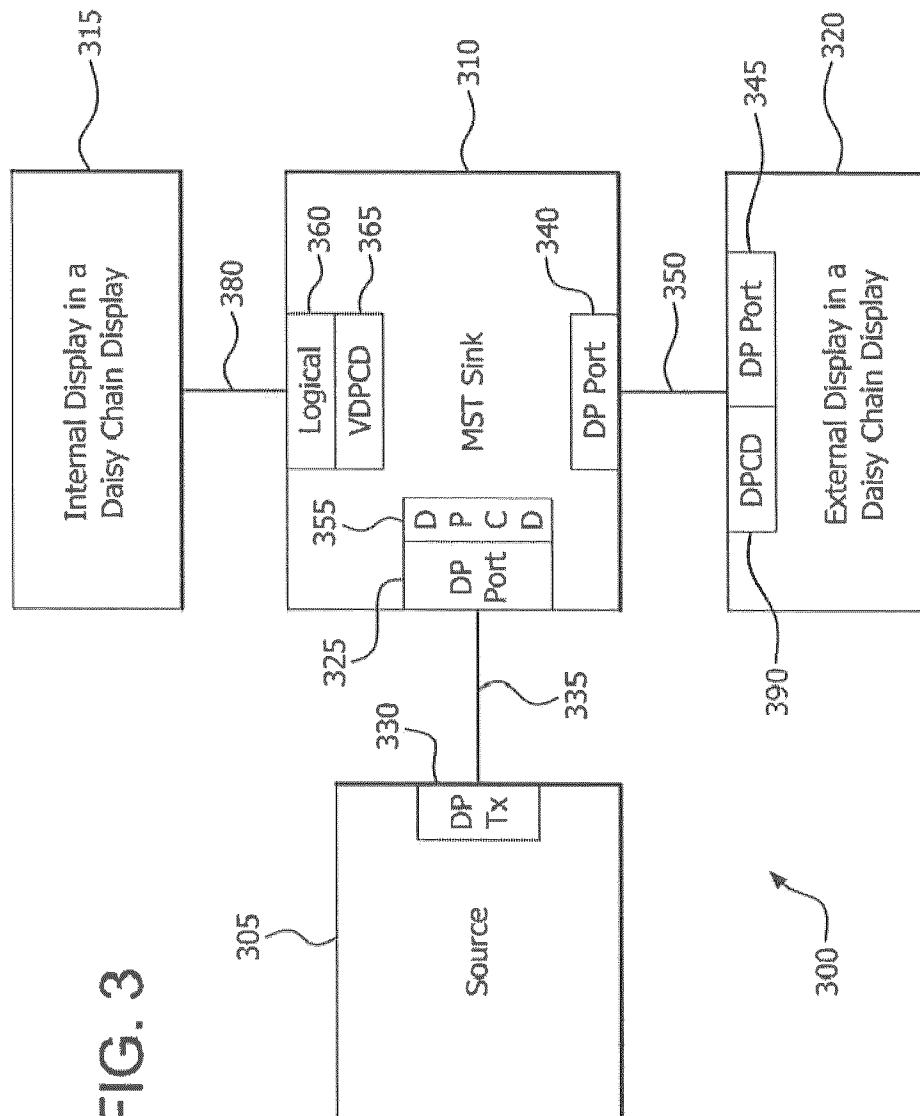 FIG. 3
305
Source
DP
Tx
330
335
325
355
DP
Port
D
P
C
D
Internal Display in a
Daisy Chain Display
315
380
Logical
VDPCD
360
365
310
MST Sink
DP Port
340
350
DPCD
DP Port
345
390
External Display in a
Daisy Chain Display
320
300